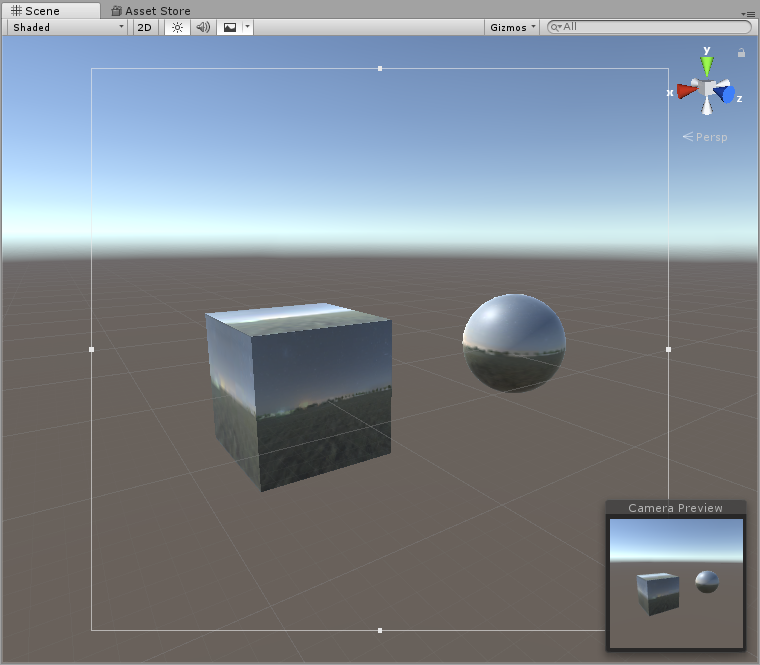 Scene Asset Store
Shaded 2D Gizmos All
y
x z
Persp
Camera Preview